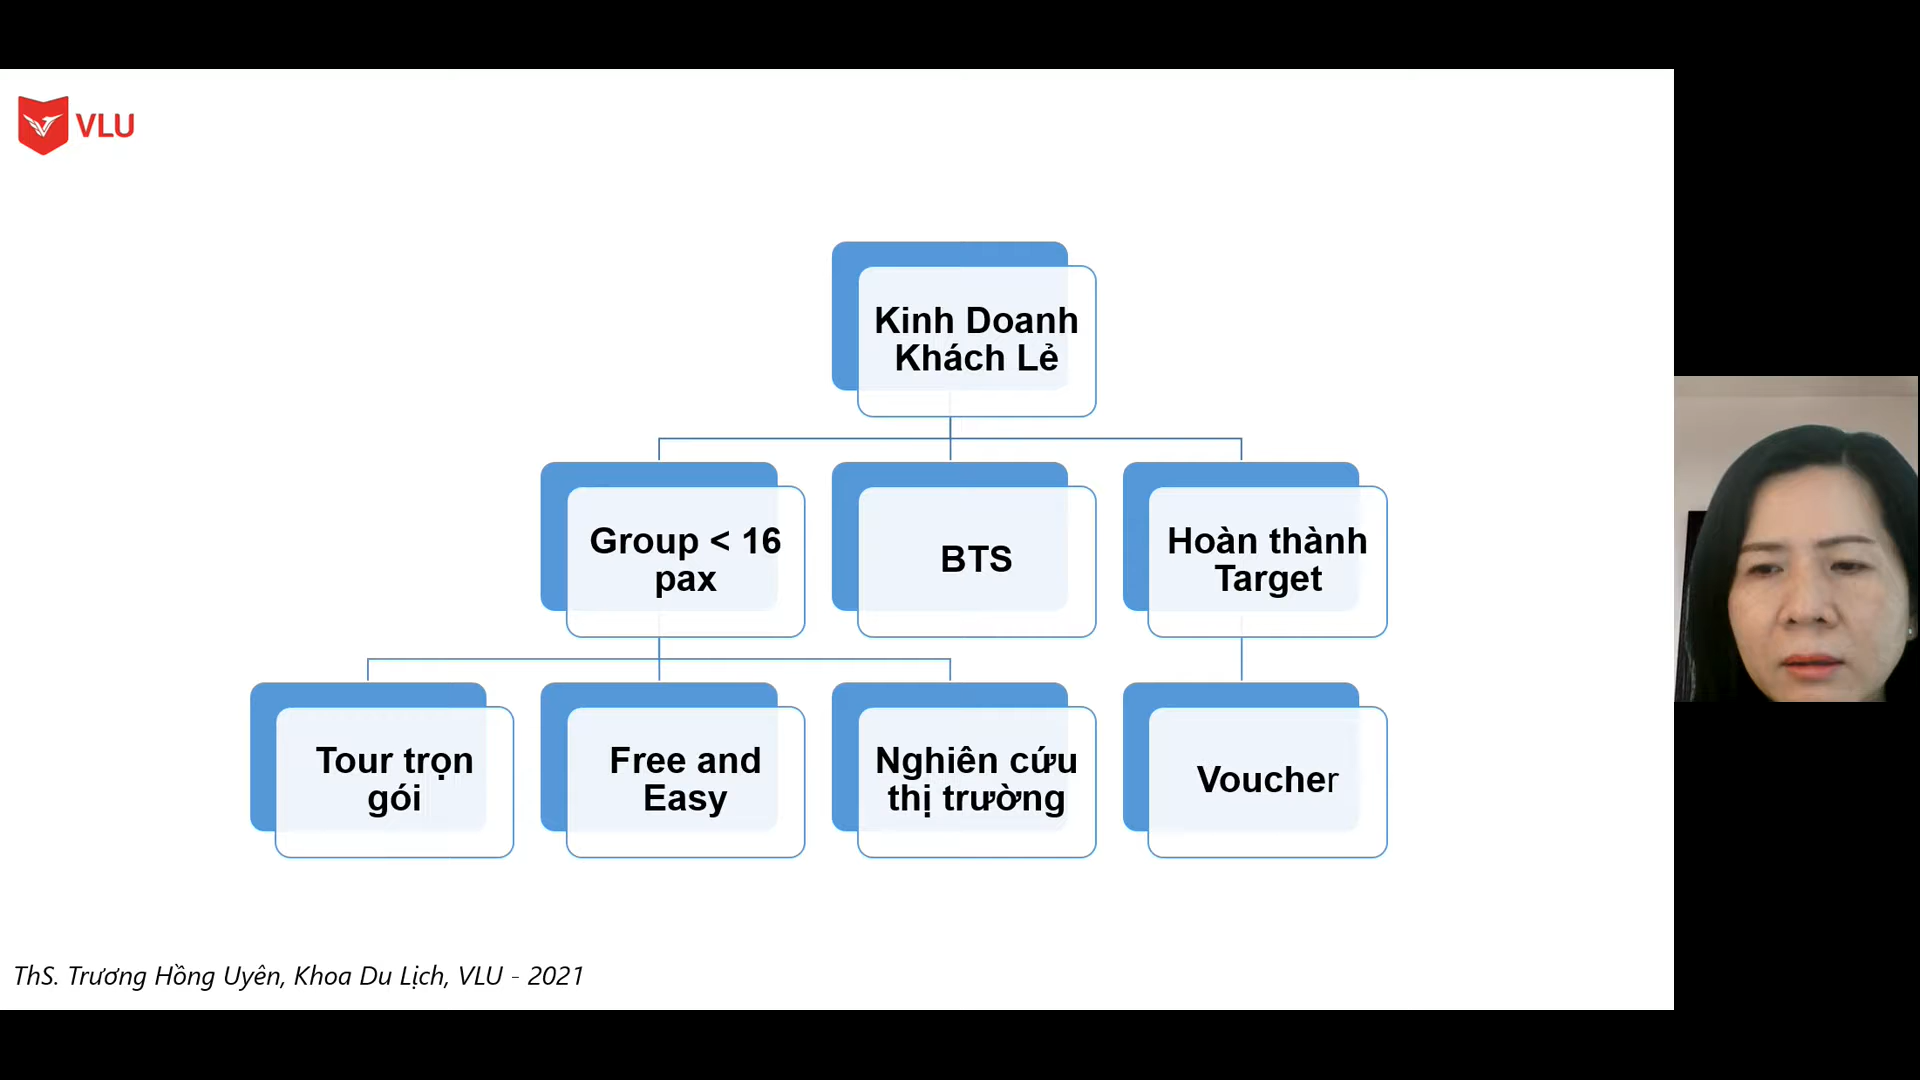 VLU
Kinh Doanh
Khách Lẻ
Group < 16
pax
BTS
Hoàn thành
Target
Tour trọn
gói
Free and
Easy
Nghiên cứu
thị trường
Voucher
ThS. Trương Hồng Uyên, Khoa Du Lịch, VLU - 2021